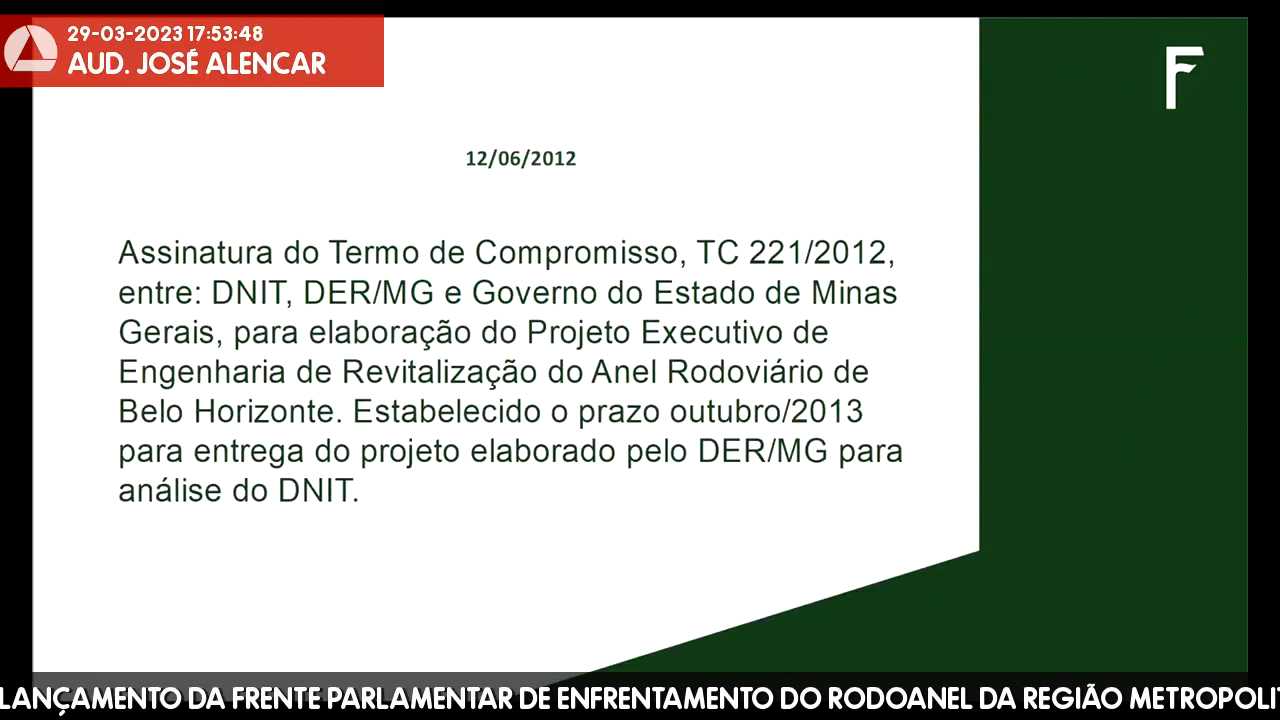 29-03-2023 17:53:48
AUD. JOSÉ ALENCAR
F
12/06/2012
Assinatura do Termo de Compromisso, TC 221/2012,
entre: DNIT, DER/MG e Governo do Estado de Minas
Gerais, para elaboração do Projeto Executivo de
Engenharia de Revitalização do Anel Rodoviário de
Belo Horizonte. Estabelecido o prazo outubro/2013
para entrega do projeto elaborado pelo DER/MG para
análise do DNIT.
LANÇAMENTO DA FRENTE PARLAMENTAR DE ENFRENTAMENTO DO RODOANEL DA REGIÃO METROPOLIT